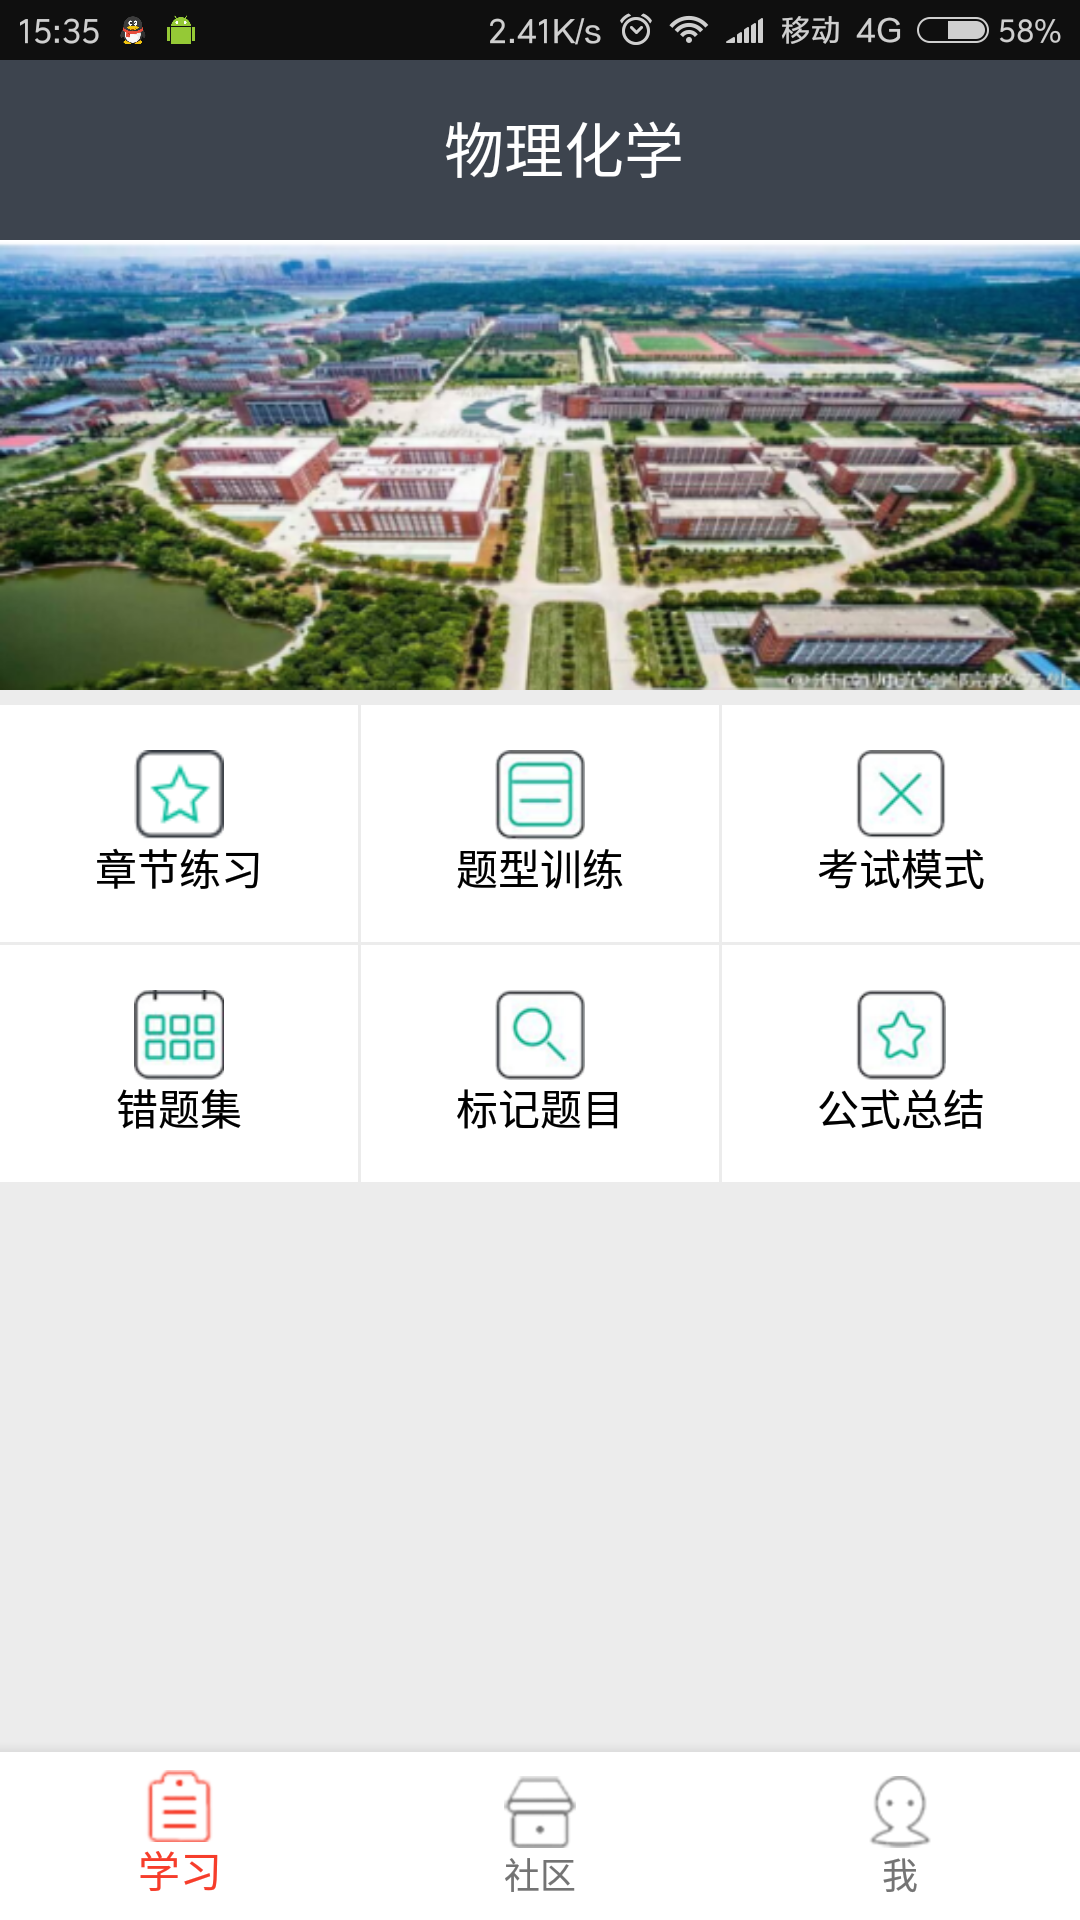 15:35 2.41K/s 移动 4G 58%
物理化学
章节练习 题型训练 考试模式
错题集 标记题目 公式总结
学习 社区 我